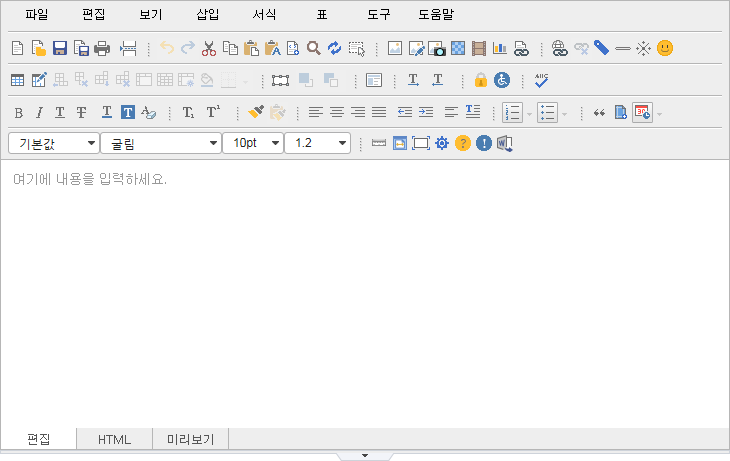 파일 편집 보기 삽입 서식 표 도구 도움말
B I T T T T
T₁ T¹
기본값 굴림 10pt 1.2
여기에 내용을 입력하세요.
편집 HTML 미리보기